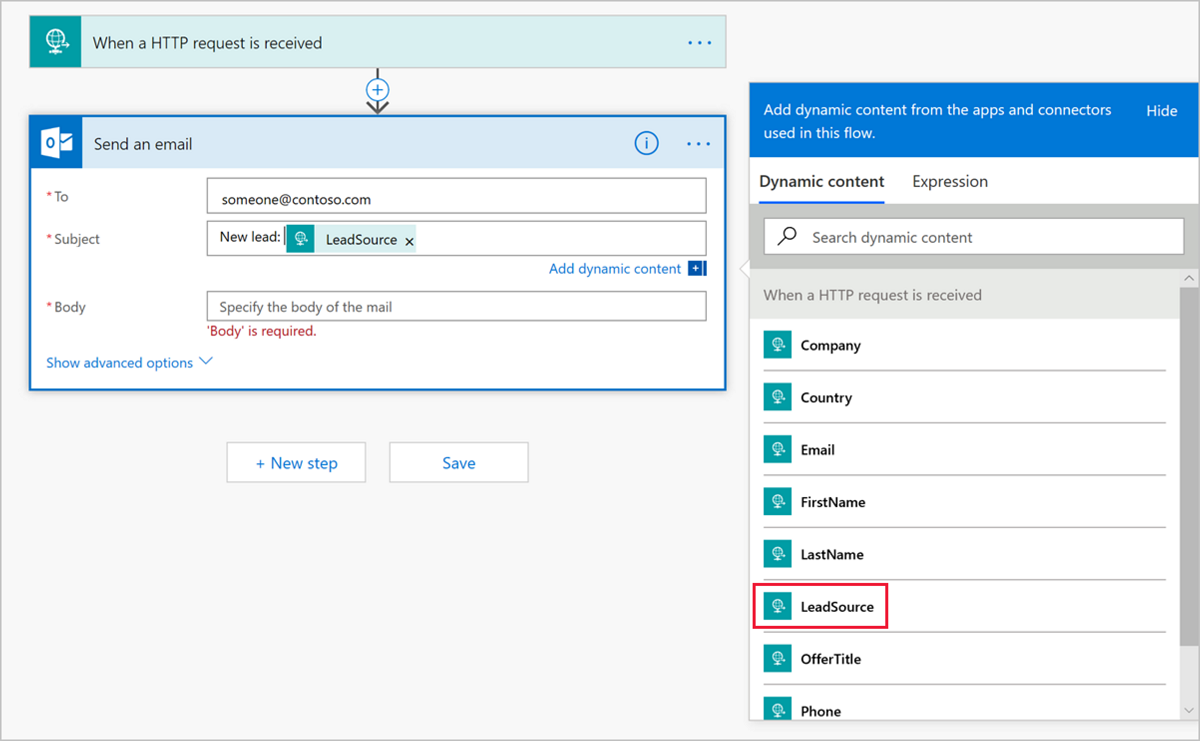 When a HTTP request is received
Send an email
* To
someone@contoso.com
* Subject
New lead: LeadSource ×
Add dynamic content
* Body
Specify the body of the mail
'Body' is required.
Show advanced options
+ New step
Save
Add dynamic content from the apps and connectors
used in this flow.
Hide
Dynamic content
Expression
Search dynamic content
When a HTTP request is received
Company
Country
Email
FirstName
LastName
LeadSource
OfferTitle
Phone